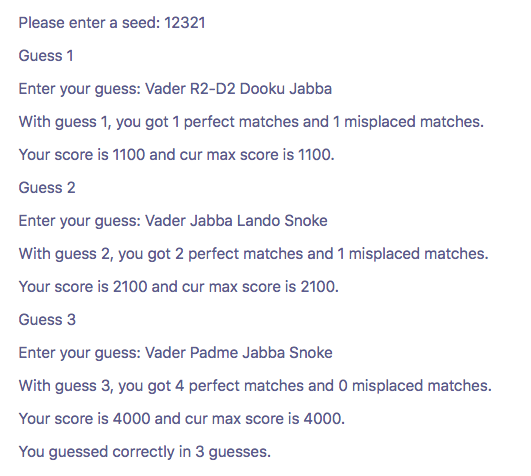 Please enter a seed: 12321
Guess 1
Enter your guess: Vader R2-D2 Dooku Jabba
With guess 1, you got 1 perfect matches and 1 misplaced matches.
Your score is 1100 and cur max score is 1100.
Guess 2
Enter your guess: Vader Jabba Lando Snoke
With guess 2, you got 2 perfect matches and 1 misplaced matches.
Your score is 2100 and cur max score is 2100.
Guess 3
Enter your guess: Vader Padme Jabba Snoke
With guess 3, you got 4 perfect matches and 0 misplaced matches.
Your score is 4000 and cur max score is 4000.
You guessed correctly in 3 guesses.